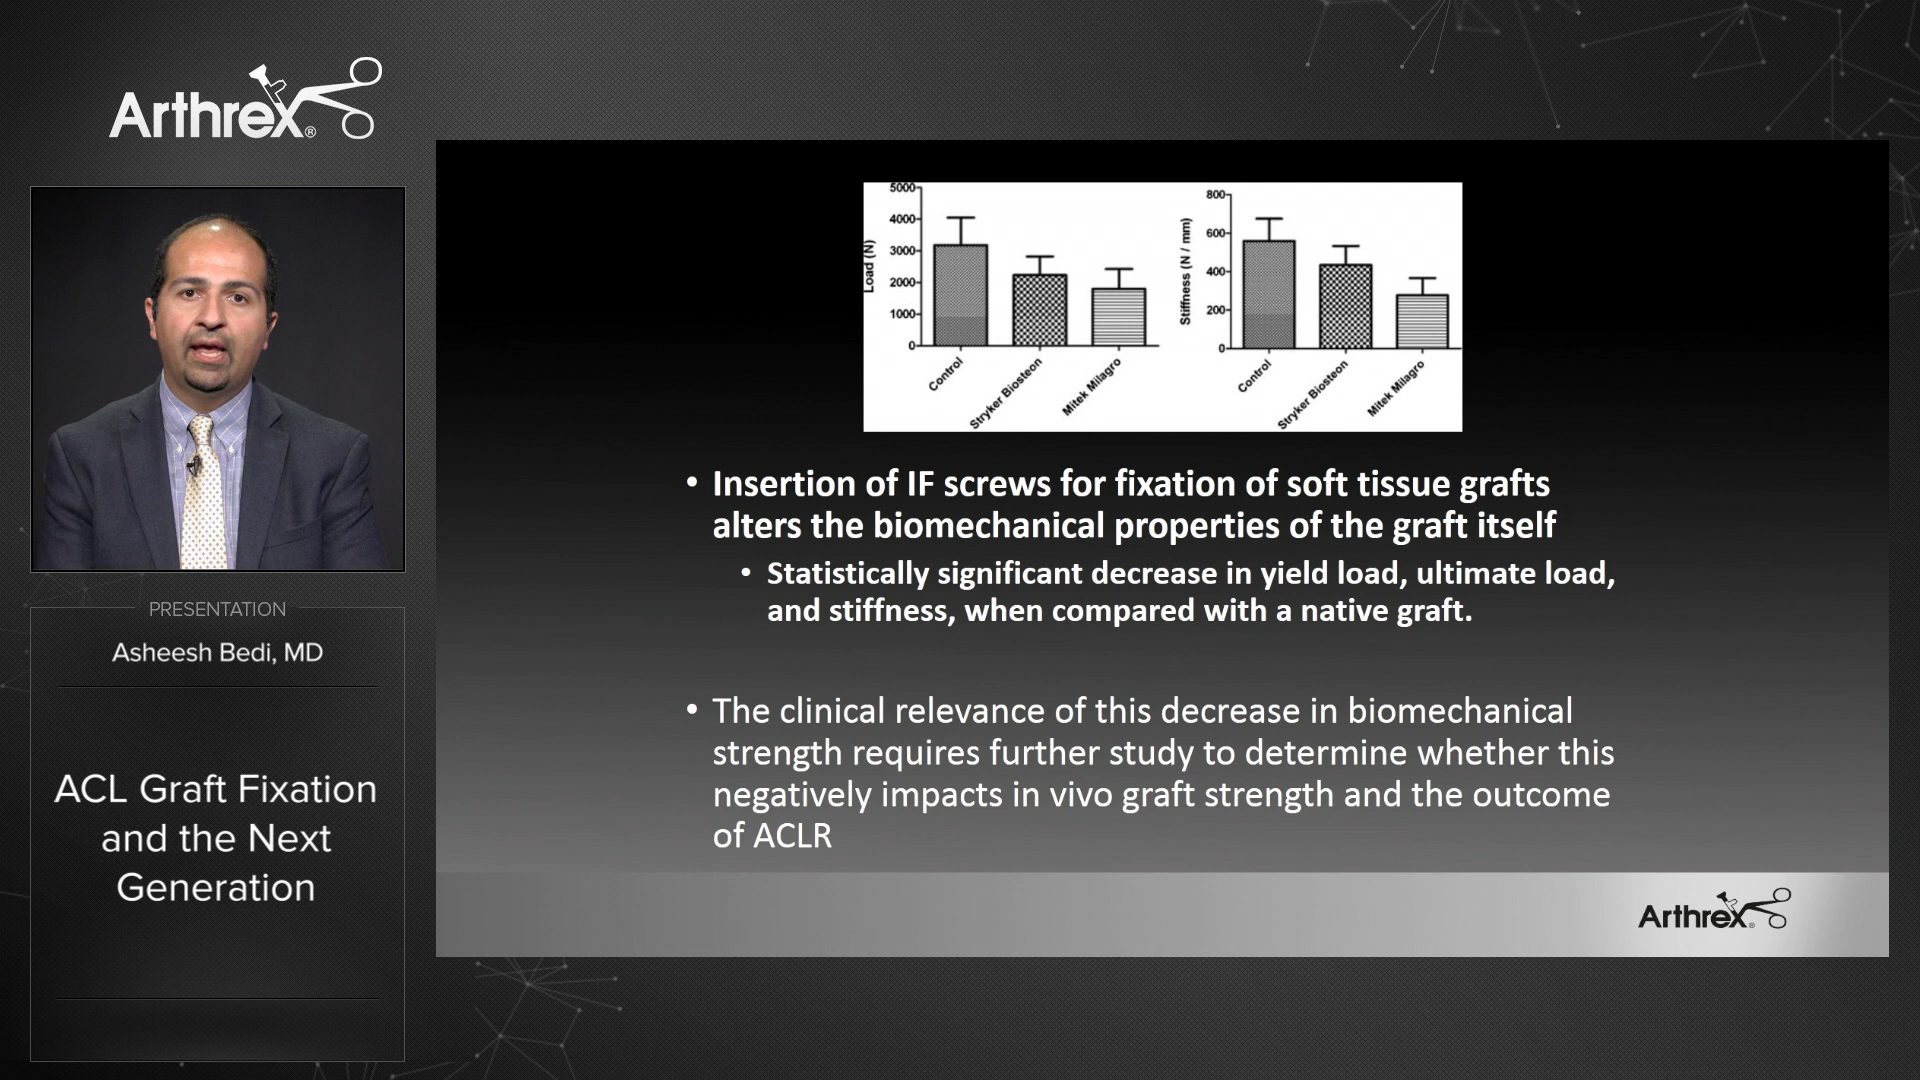 Arthrex®
PRESENTATION
Asheesh Bedi, MD
ACL Graft Fixation
and the Next
Generation
5000
4000
3000
2000
1000
0
Load (N)
Control
Stryker Biosteon
Mitek Milagro
800
600
400
200
0
Stiffness (N / mm)
Control
Stryker Biosteon
Mitek Milagro
• Insertion of IF screws for fixation of soft tissue grafts
alters the biomechanical properties of the graft itself
• Statistically significant decrease in yield load, ultimate load,
and stiffness, when compared with a native graft.
• The clinical relevance of this decrease in biomechanical
strength requires further study to determine whether this
negatively impacts in vivo graft strength and the outcome
of ACLR
Arthrex®